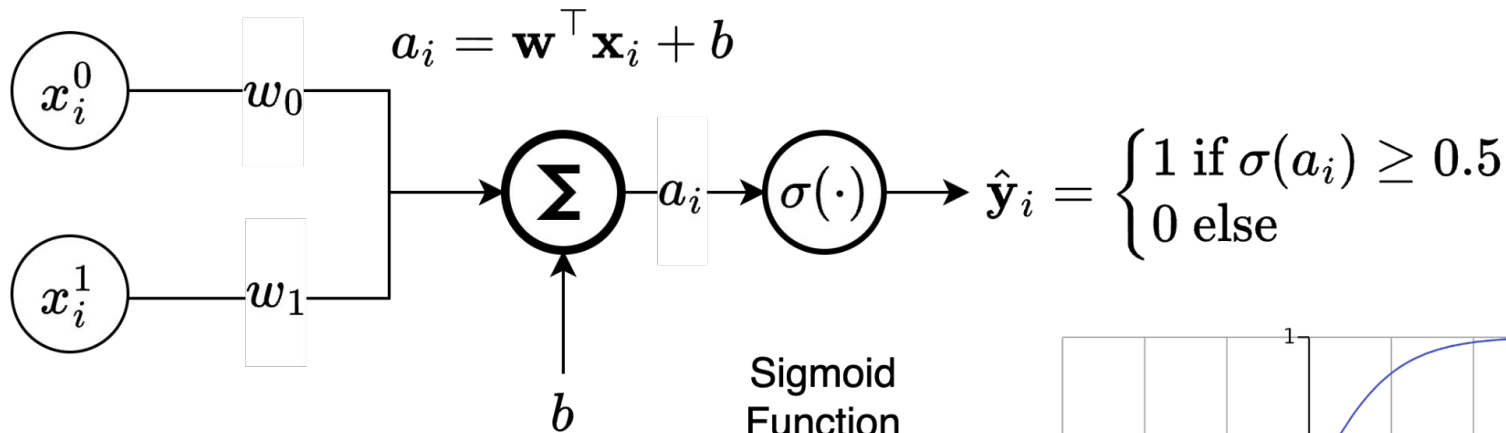 a_i = w^⊤ x_i + b
x_i^0
w_0
Σ
a_i
σ(·)
ŷ_i = { 1 if σ(a_i) ≥ 0.5
0 else
x_i^1
w_1
b
Sigmoid
Function
1